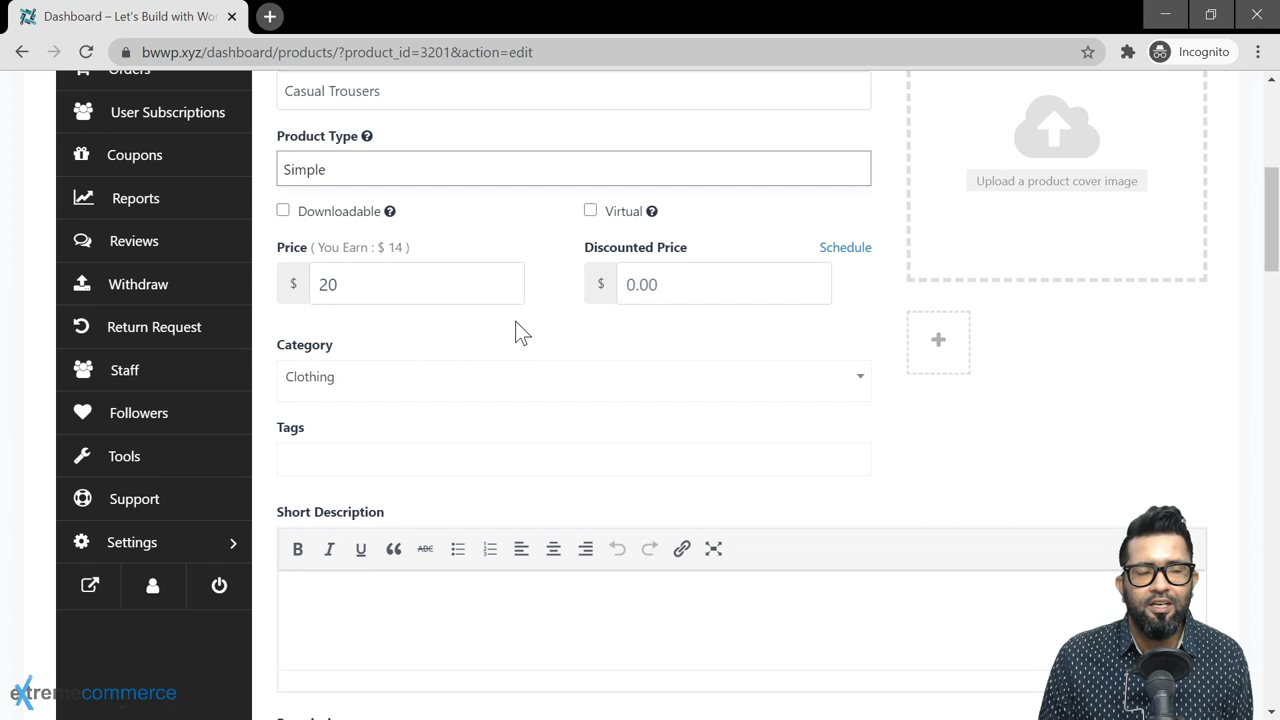 Dashboard – Let's Build with Wor
bwwp.xyz/dashboard/products/?product_id=3201&action=edit
Incognito
Orders
User Subscriptions
Coupons
Reports
Reviews
Withdraw
Return Request
Staff
Followers
Tools
Support
Settings
Casual Trousers
Product Type
Simple
Downloadable
Virtual
Price ( You Earn : $ 14 )
Discounted Price
Schedule
$ 20
$ 0.00
Category
Clothing
Tags
Short Description
B I U ABC
Upload a product cover image
extremecommerce